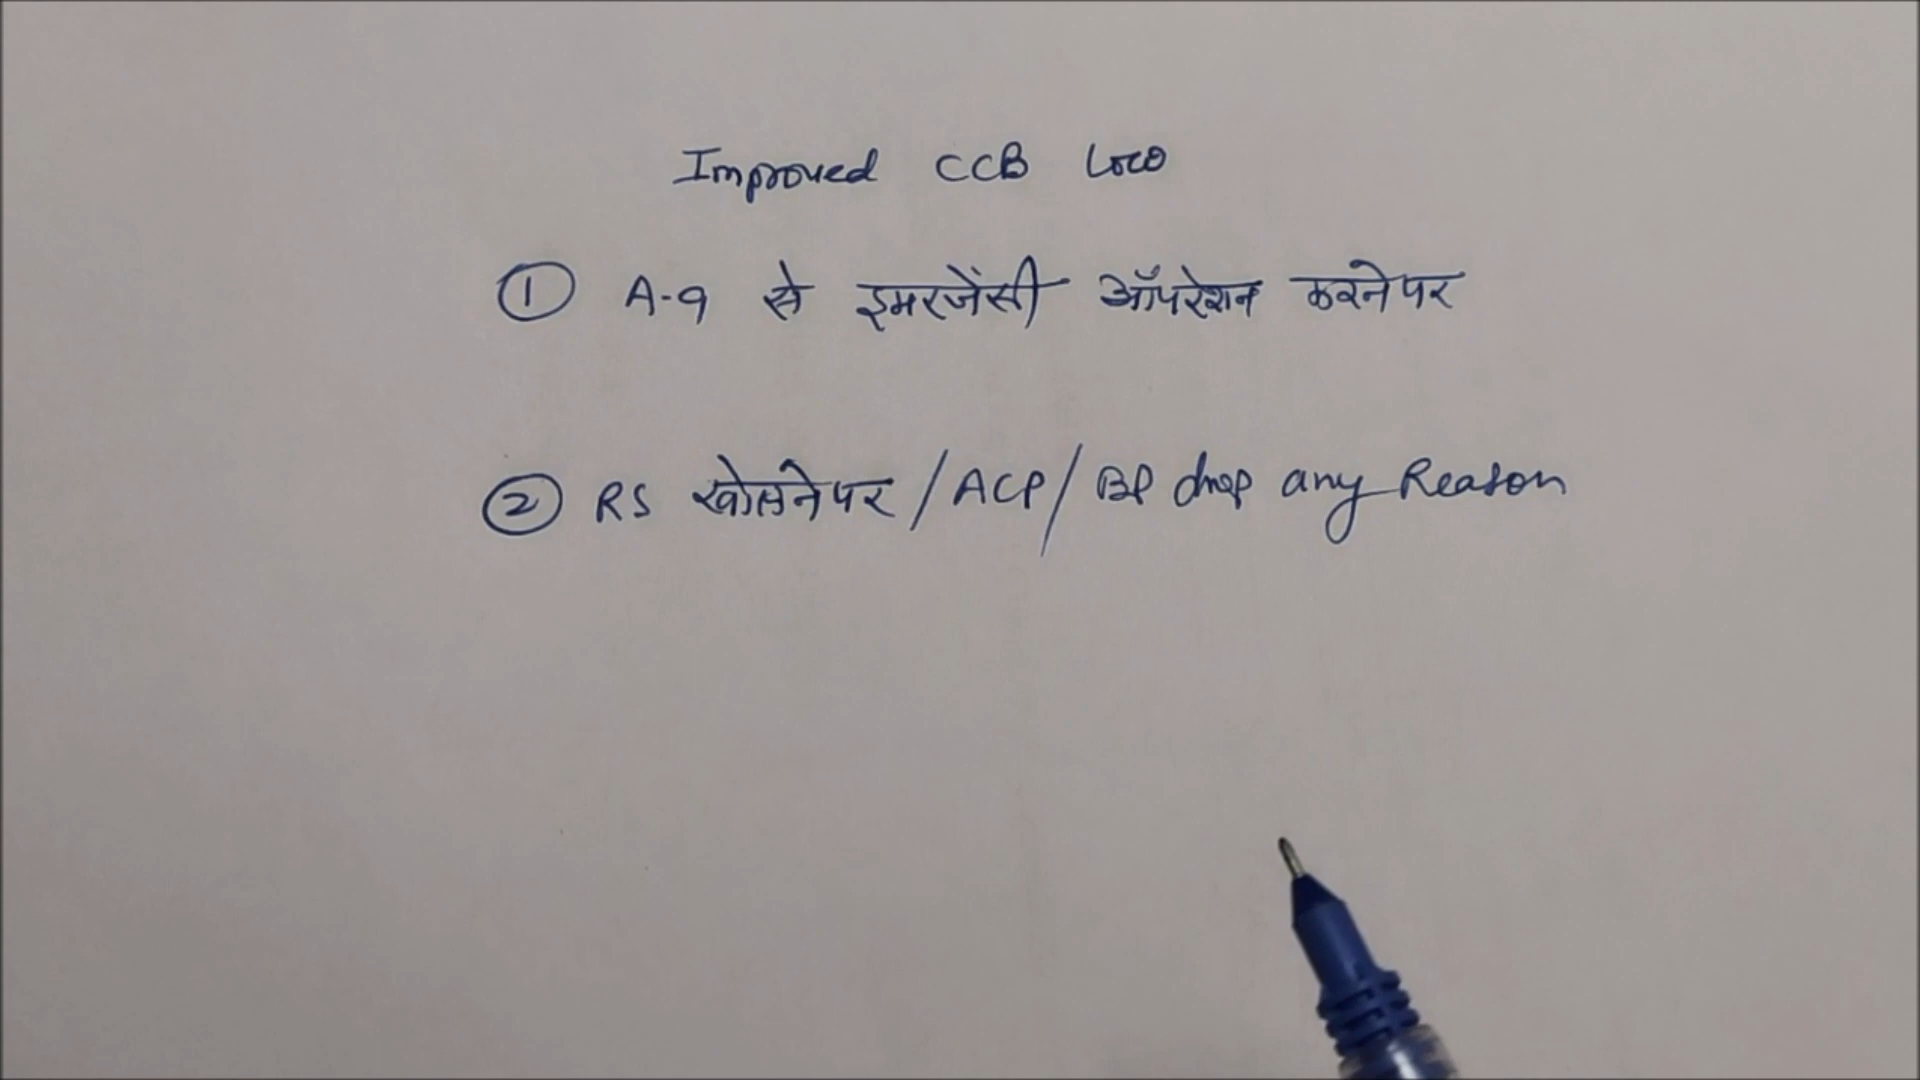 Improved CCB Loco
① A-9 से इमरजेंसी ऑपरेशन करनेपर
② RS खोलनेपर / ACP / BP drop any Reason